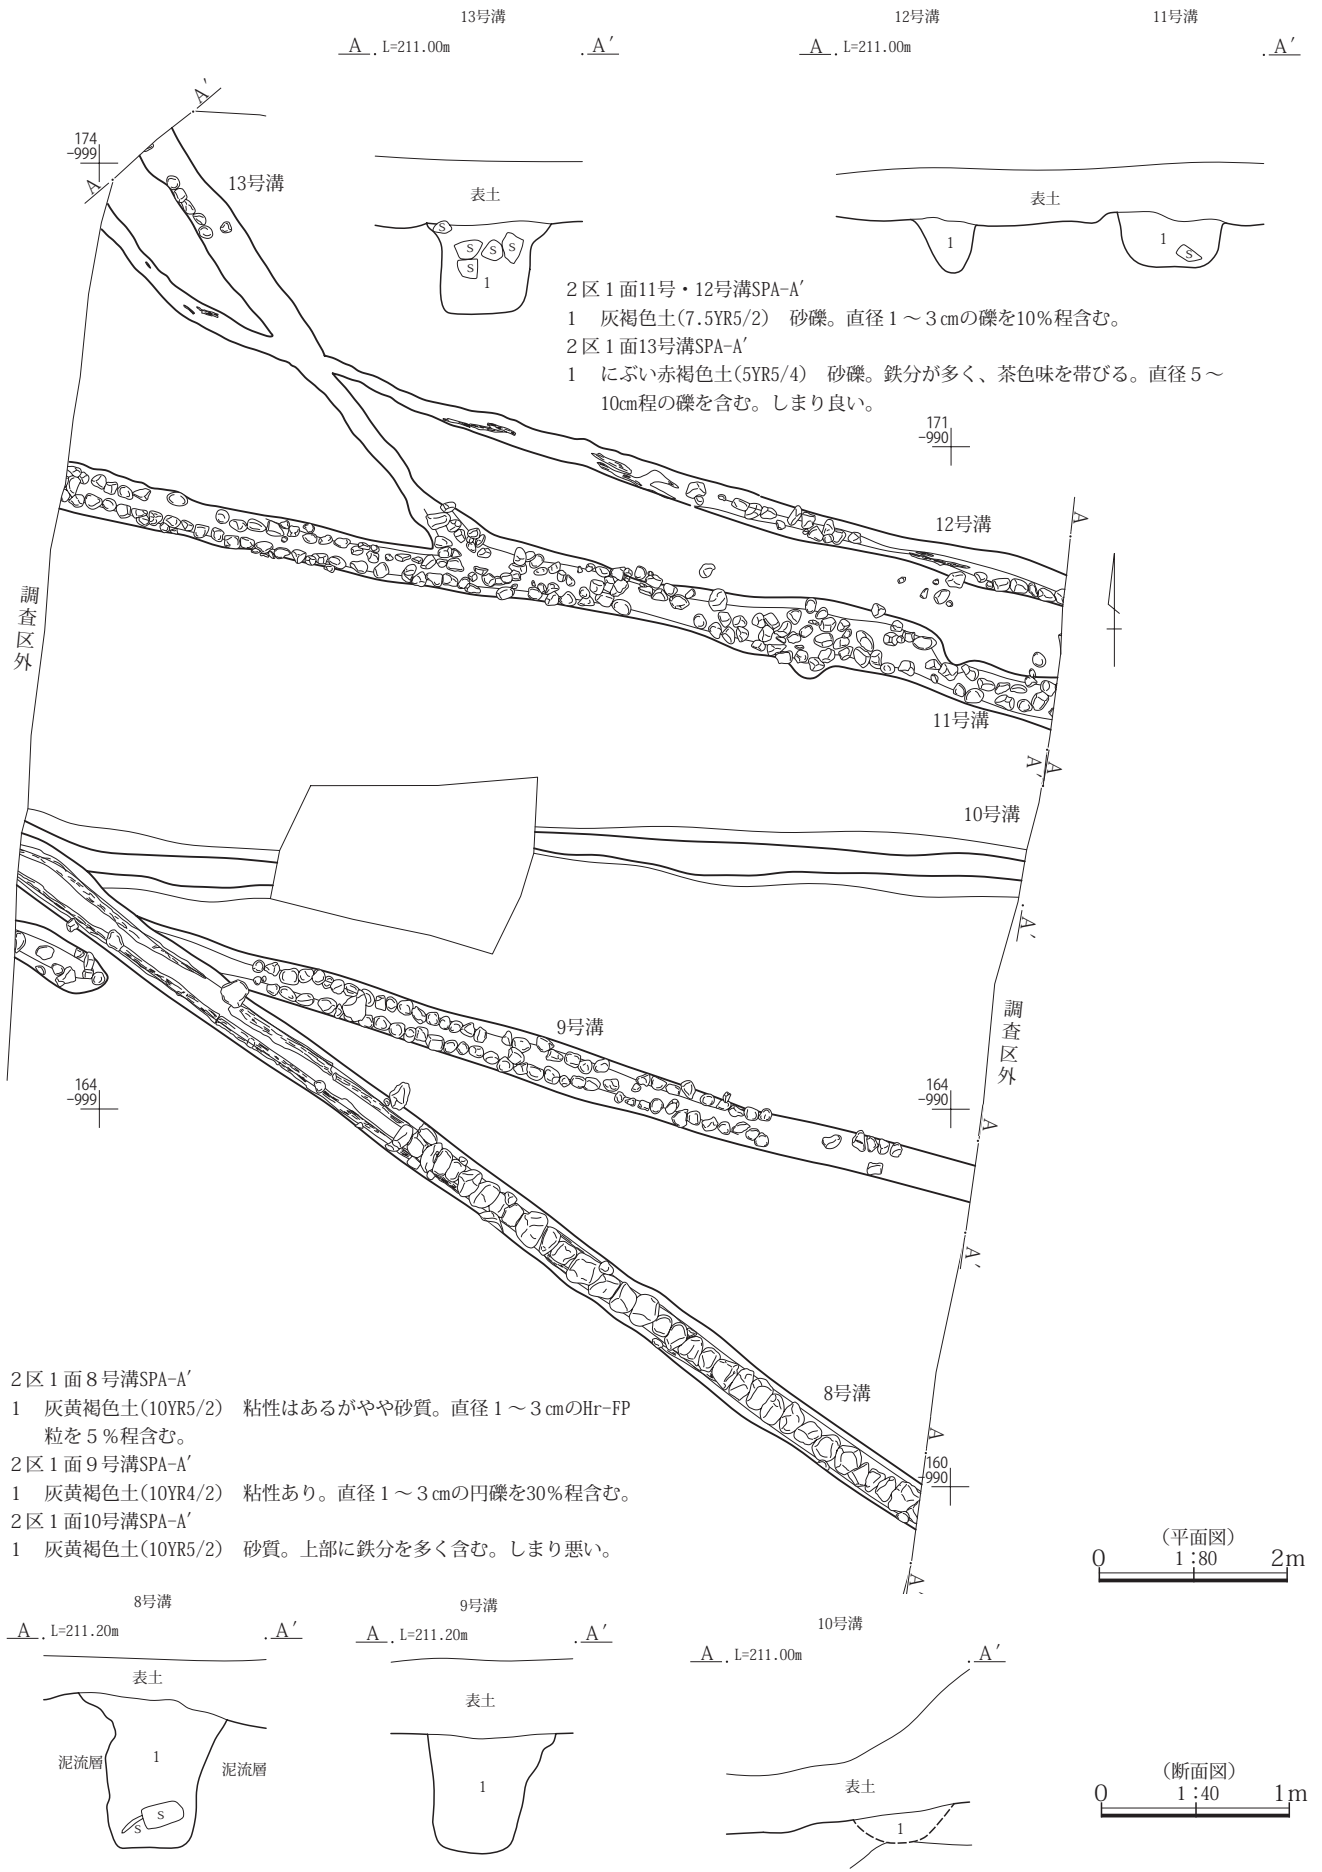 13号溝
A L=211.00m A′
12号溝 11号溝
A L=211.00m A′
A′
174
-999
A
13号溝
表土
S
S S S
S
1
表土
1
1
S
2区1面11号・12号溝SPA-A′
1 灰褐色土(7.5YR5/2) 砂礫。直径1~3㎝の礫を10%程含む。
2区1面13号溝SPA-A′
1 にぶい赤褐色土(5YR5/4) 砂礫。鉄分が多く、茶色味を帯びる。直径5~
10㎝程の礫を含む。しまり良い。
171
-990
12号溝
A
調査区外
11号溝
A′ A
10号溝
A′
9号溝
調査区外
164
-999
164
-990
A
A′
8号溝
A
160
-990
A′
2区1面8号溝SPA-A′
1 灰黄褐色土(10YR5/2) 粘性はあるがやや砂質。直径1~3㎝のHr-FP
粒を5%程含む。
2区1面9号溝SPA-A′
1 灰黄褐色土(10YR4/2) 粘性あり。直径1~3㎝の円礫を30%程含む。
2区1面10号溝SPA-A′
1 灰黄褐色土(10YR5/2) 砂質。上部に鉄分を多く含む。しまり悪い。
(平面図)
0 1:80 2m
8号溝
A L=211.20m A′
表土
泥流層 1 泥流層
S
S
9号溝
A L=211.20m A′
表土
1
10号溝
A L=211.00m A′
表土
1
(断面図)
0 1:40 1m